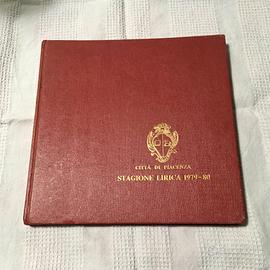 CITTÀ DI PIACENZA
STAGIONE LIRICA 1979-80